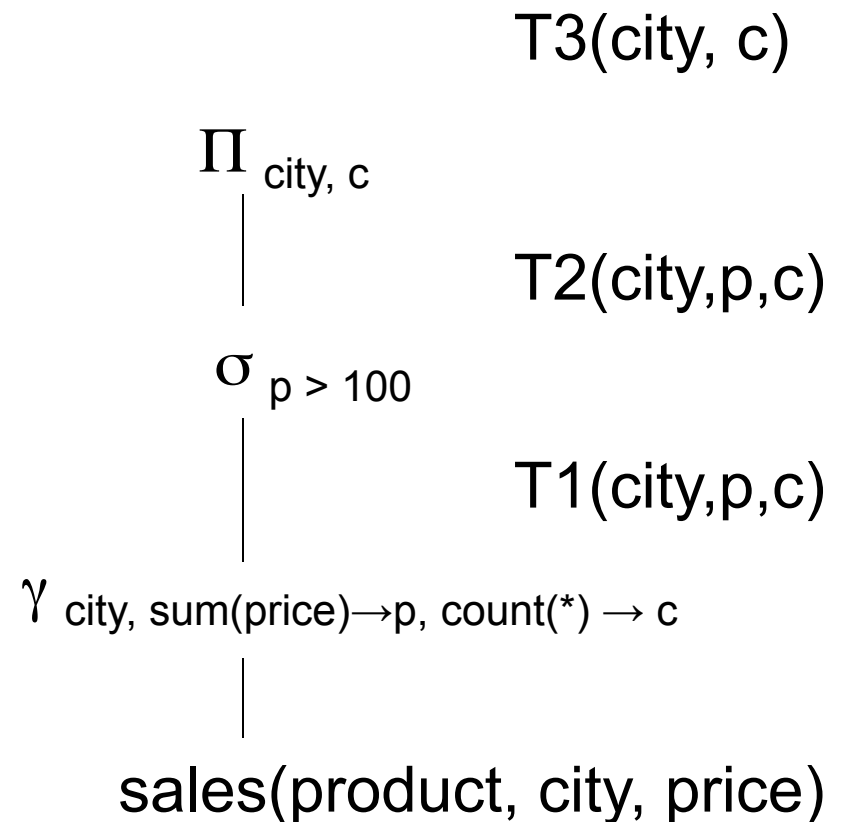 T3(city, c)
Π city, c
T2(city,p,c)
σ p > 100
T1(city,p,c)
γ city, sum(price)→p, count(*) → c
sales(product, city, price)